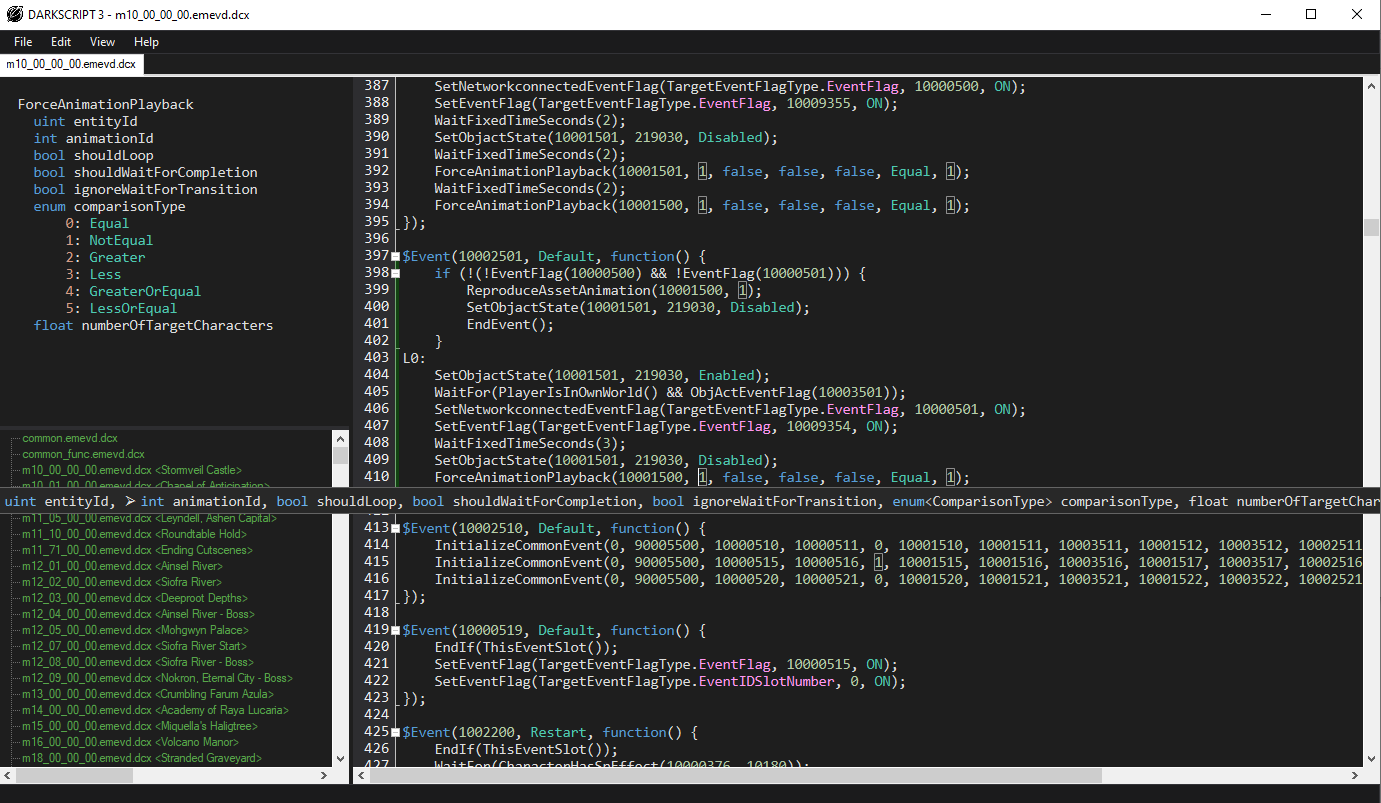 DARKSCRIPT 3 - m10_00_00_00.emevd.dcx
File Edit View Help
m10_00_00_00.emevd.dcx
ForceAnimationPlayback
uint entityId
int animationId
bool shouldLoop
bool shouldWaitForCompletion
bool ignoreWaitForTransition
enum comparisonType
0: Equal
1: NotEqual
2: Greater
3: Less
4: GreaterOrEqual
5: LessOrEqual
float numberOfTargetCharacters
common.emevd.dcx
common_func.emevd.dcx
m10_00_00_00.emevd.dcx <Stormveil Castle>
m10_01_00_00.emevd.dcx <Chapel of Anticipation>
387 SetNetworkconnectedEventFlag(TargetEventFlagType.EventFlag, 10000500, ON);
388 SetEventFlag(TargetEventFlagType.EventFlag, 10009355, ON);
389 WaitFixedTimeSeconds(2);
390 SetObjactState(10001501, 219030, Disabled);
391 WaitFixedTimeSeconds(2);
392 ForceAnimationPlayback(10001501, 1, false, false, false, Equal, 1);
393 WaitFixedTimeSeconds(2);
394 ForceAnimationPlayback(10001500, 1, false, false, false, Equal, 1);
395 });
396
397 $Event(10002501, Default, function() {
398 if (!(!EventFlag(10000500) && !EventFlag(10000501))) {
399 ReproduceAssetAnimation(10001500, 1);
400 SetObjactState(10001501, 219030, Disabled);
401 EndEvent();
402 }
403 L0:
404 SetObjactState(10001501, 219030, Enabled);
405 WaitFor(PlayerIsInOwnWorld() && ObjActEventFlag(10003501));
406 SetNetworkconnectedEventFlag(TargetEventFlagType.EventFlag, 10000501, ON);
407 SetEventFlag(TargetEventFlagType.EventFlag, 10009354, ON);
408 WaitFixedTimeSeconds(3);
409 SetObjactState(10001501, 219030, Disabled);
410 ForceAnimationPlayback(10001500, 1, false, false, false, Equal, 1);
uint entityId, ➢ int animationId, bool shouldLoop, bool shouldWaitForCompletion, bool ignoreWaitForTransition, enum<ComparisonType> comparisonType, float numberOfTargetChar
m11_05_00_00.emevd.dcx <Leyndell, Ashen Capital>
m11_10_00_00.emevd.dcx <Roundtable Hold>
m11_71_00_00.emevd.dcx <Ending Cutscenes>
m12_01_00_00.emevd.dcx <Ainsel River>
m12_02_00_00.emevd.dcx <Siofra River>
m12_03_00_00.emevd.dcx <Deeproot Depths>
m12_04_00_00.emevd.dcx <Ainsel River - Boss>
m12_05_00_00.emevd.dcx <Mohgwyn Palace>
m12_07_00_00.emevd.dcx <Siofra River Start>
m12_08_00_00.emevd.dcx <Siofra River - Boss>
m12_09_00_00.emevd.dcx <Nokron, Eternal City - Boss>
m13_00_00_00.emevd.dcx <Crumbling Farum Azula>
m14_00_00_00.emevd.dcx <Academy of Raya Lucaria>
m15_00_00_00.emevd.dcx <Miquella's Haligtree>
m16_00_00_00.emevd.dcx <Volcano Manor>
m18_00_00_00.emevd.dcx <Stranded Graveyard>
413 $Event(10002510, Default, function() {
414 InitializeCommonEvent(0, 90005500, 10000510, 10000511, 0, 10001510, 10001511, 10003511, 10001512, 10003512, 10002511
415 InitializeCommonEvent(0, 90005500, 10000515, 10000516, 1, 10001515, 10001516, 10003516, 10001517, 10003517, 10002516
416 InitializeCommonEvent(0, 90005500, 10000520, 10000521, 0, 10001520, 10001521, 10003521, 10001522, 10003522, 10002521
417 });
418
419 $Event(10000519, Default, function() {
420 EndIf(ThisEventSlot());
421 SetEventFlag(TargetEventFlagType.EventFlag, 10000515, ON);
422 SetEventFlag(TargetEventFlagType.EventIDSlotNumber, 0, ON);
423 });
424
425 $Event(1002200, Restart, function() {
426 EndIf(ThisEventSlot());
427 WaitFor(CharacterHasSpEffect(10000376, 10180));